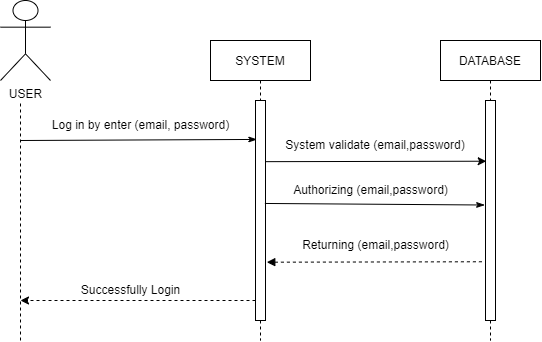 SYSTEM
DATABASE
USER
Log in by enter (email, password)
System validate (email,password)
Authorizing (email,password)
Returning (email,password)
Successfully Login